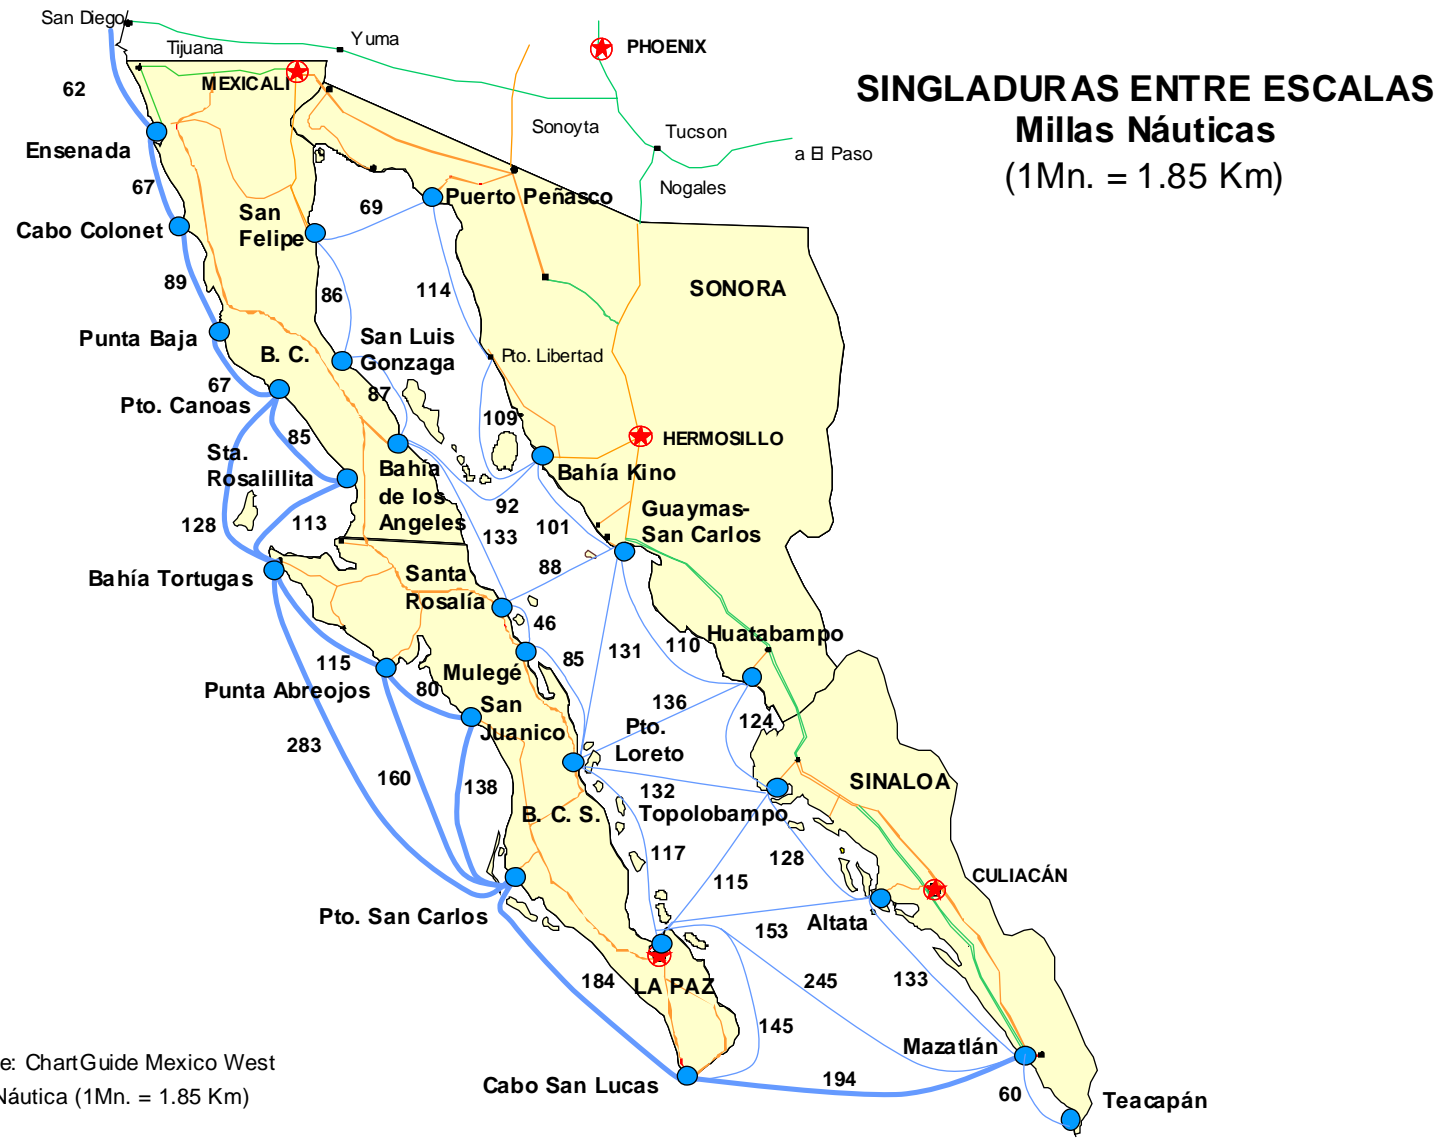 San Diego
Yuma
PHOENIX
Tijuana
SINGLADURAS ENTRE ESCALAS
Millas Náuticas
(1Mn. = 1.85 Km)
62
MEXICALI
Sonoyta
Tucson
a El Paso
Ensenada
67
Nogales
Puerto Peñasco
69
San
Felipe
Cabo Colonet
89
86
114
SONORA
Punta Baja
B. C.
San Luis
Gonzaga
Pto. Libertad
67
87
Pto. Canoas
109
85
HERMOSILLO
Sta.
Rosalillita
Bahía
de los
Angeles
Bahía Kino
92
Guaymas-
San Carlos
128
113
101
133
88
Bahía Tortugas
Santa
Rosalía
46
Huatabampo
131
110
115
85
Mulegé
Punta Abreojos
80
136
San
Juanico
124
Pto.
Loreto
283
160
138
132
SINALOA
B. C. S.
Topolobampo
117
128
115
CULIACÁN
Pto. San Carlos
Altata
153
184
LA PAZ
245
133
145
Mazatlán
e: ChartGuide Mexico West
Cabo San Lucas
194
60
Náutica (1Mn. = 1.85 Km)
Teacapán